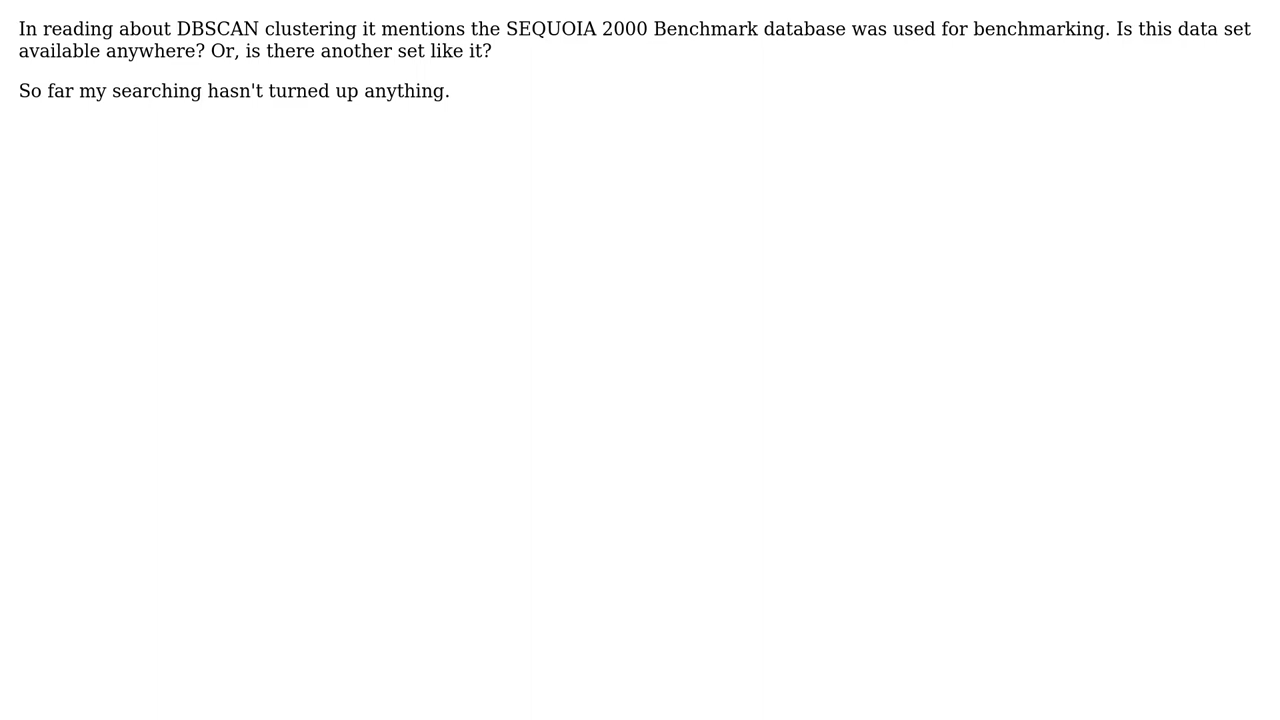 In reading about DBSCAN clustering it mentions the SEQUOIA 2000 Benchmark database was used for benchmarking. Is this data set
available anywhere? Or, is there another set like it?
So far my searching hasn't turned up anything.